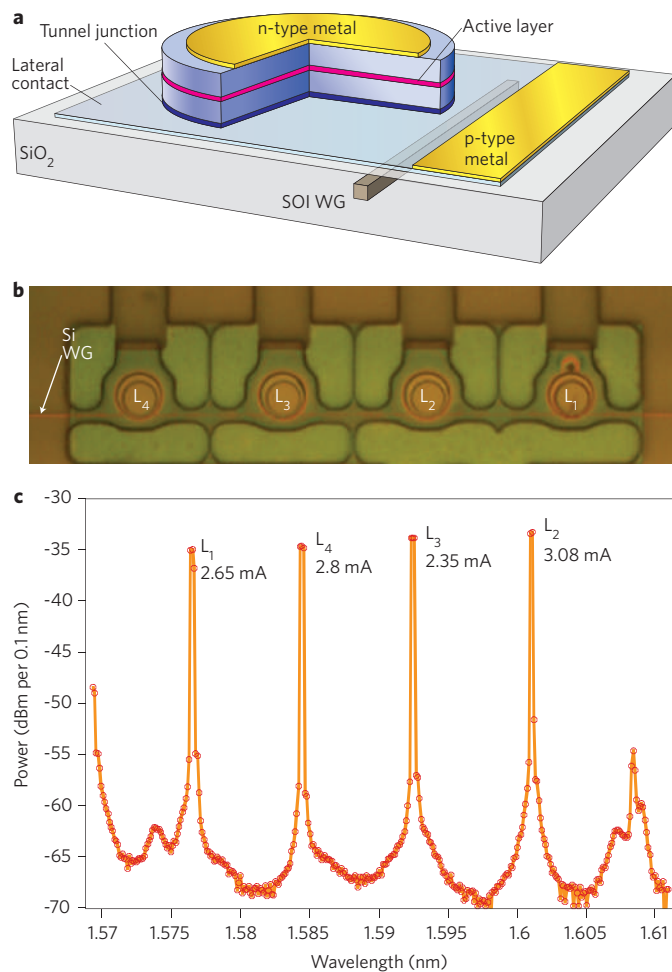 a
n-type metal
Active layer
Tunnel junction
Lateral
contact
p-type
metal
SiO2
SOI WG
b
Si
WG
L4
L3
L2
L1
c
-30
-35
-40
-45
-50
-55
-60
-65
-70
Power (dBm per 0.1 nm)
L1
2.65 mA
L4
2.8 mA
L3
2.35 mA
L2
3.08 mA
1.57
1.575
1.58
1.585
1.59
1.595
1.6
1.605
1.61
Wavelength (nm)